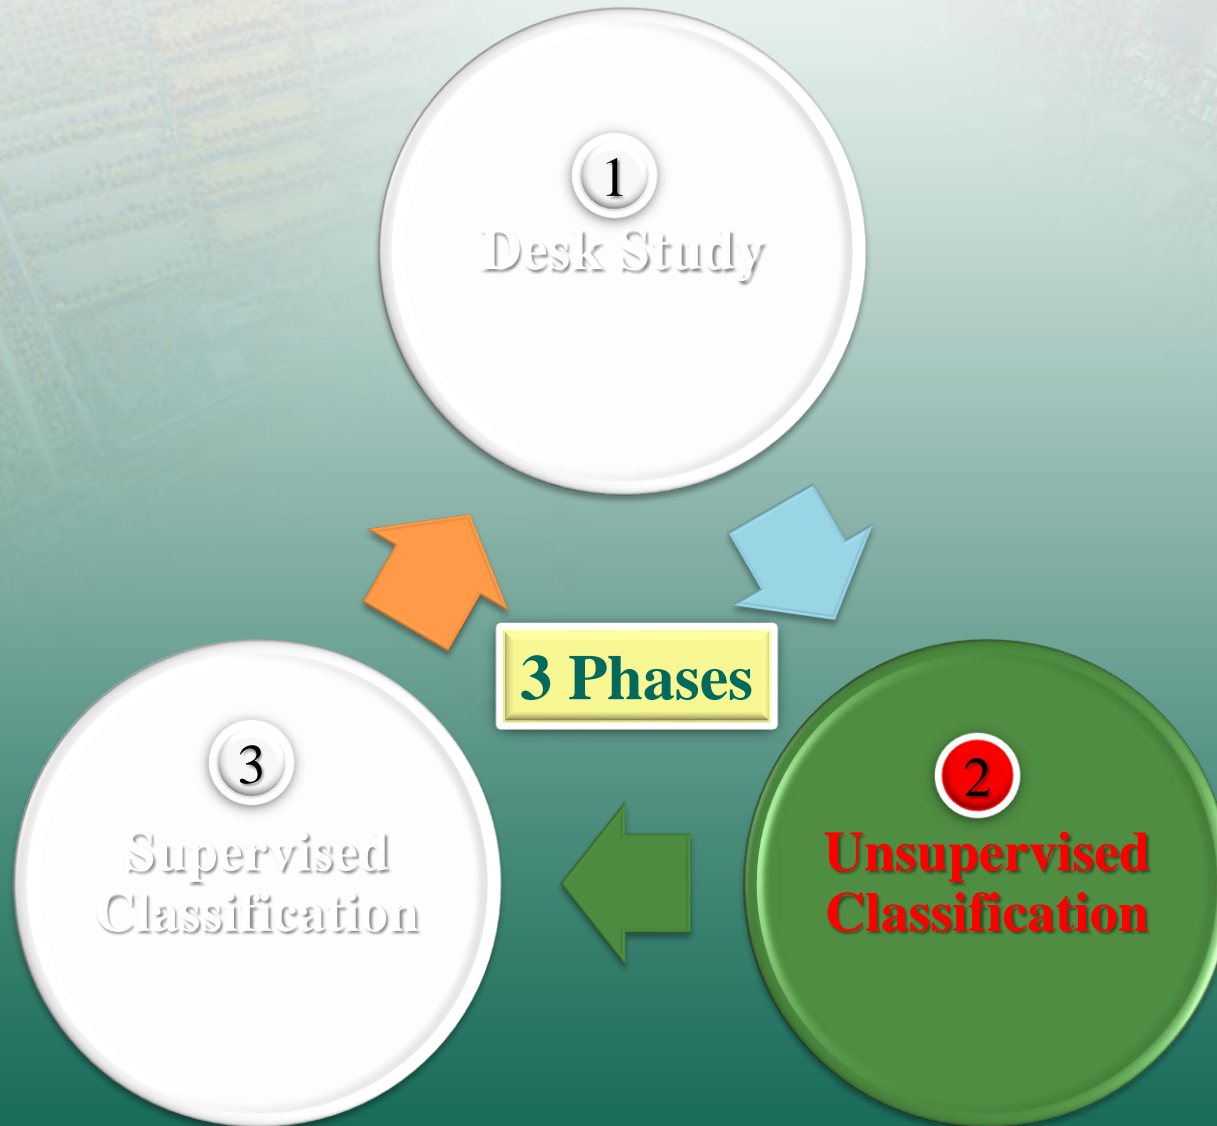 1
Desk Study
3 Phases
3
Supervised
Classification
2
Unsupervised
Classification